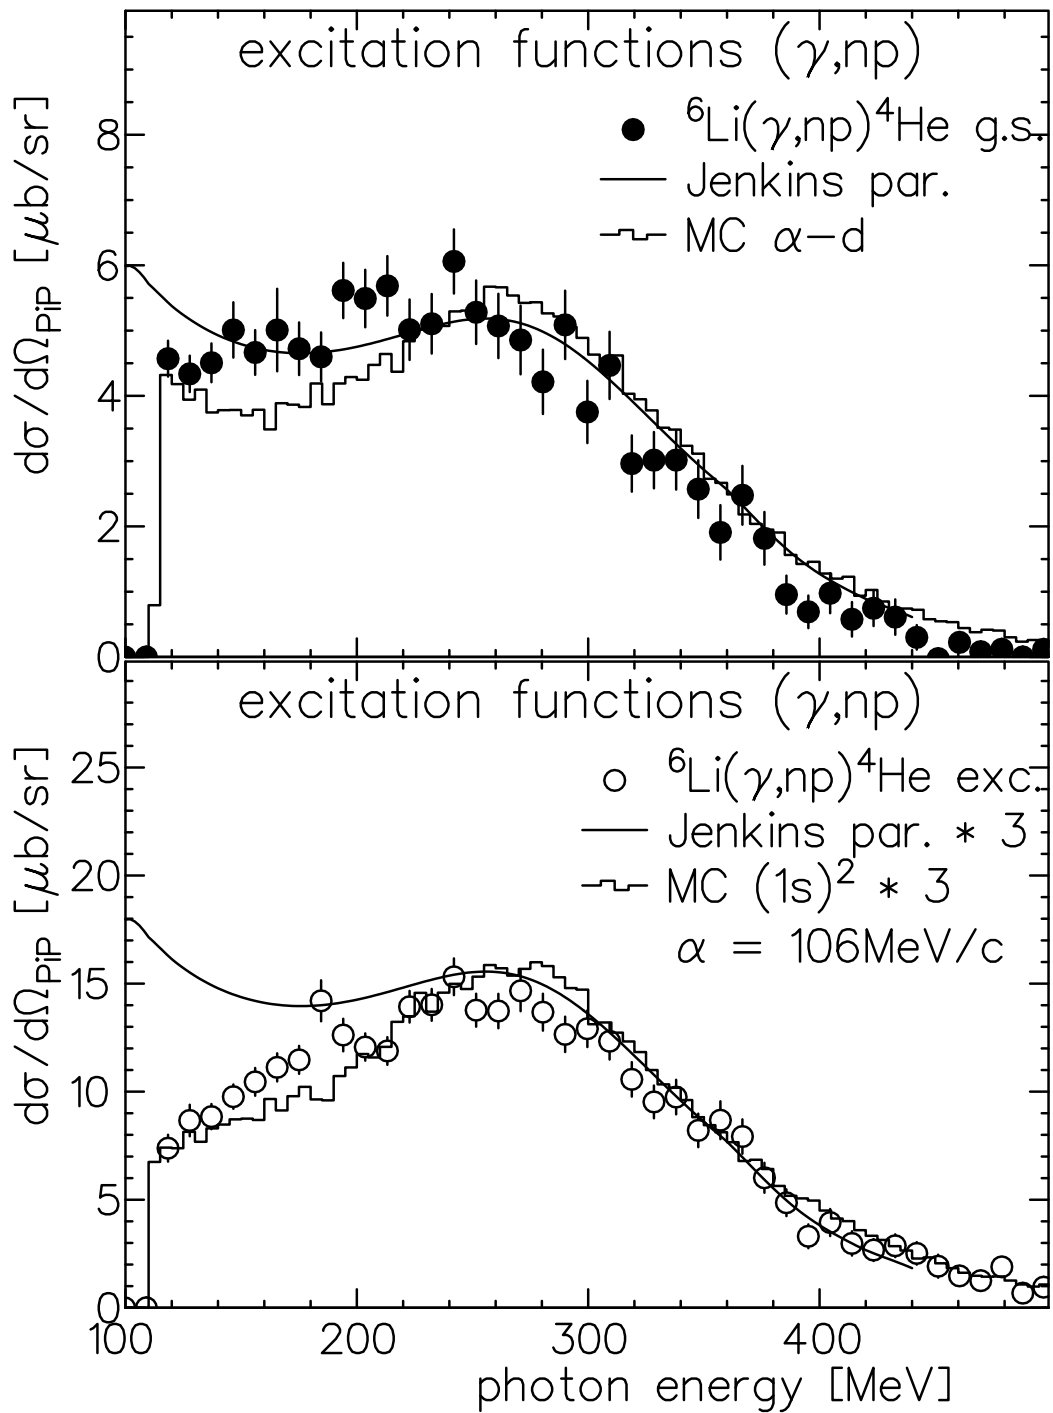 excitation functions (γ,np)
⁶Li(γ,np)⁴He g.s.
Jenkins par.
MC α−d
dσ/dΩPiP [μb/sr]
8
6
4
2
0
excitation functions (γ,np)
⁶Li(γ,np)⁴He exc.
Jenkins par. * 3
MC (1s)² * 3
α = 106MeV/c
dσ/dΩPiP [μb/sr]
25
20
15
10
5
0
100 200 300 400
photon energy [MeV]